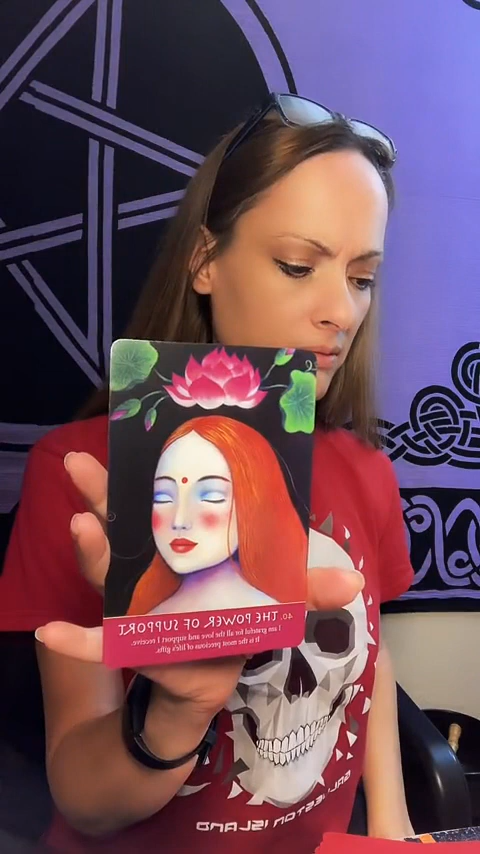 40. THE POWER OF SUPPORT
I am grateful for all the love and support I receive.
It is the most precious of life's gifts.
GALVESTON ISLAND